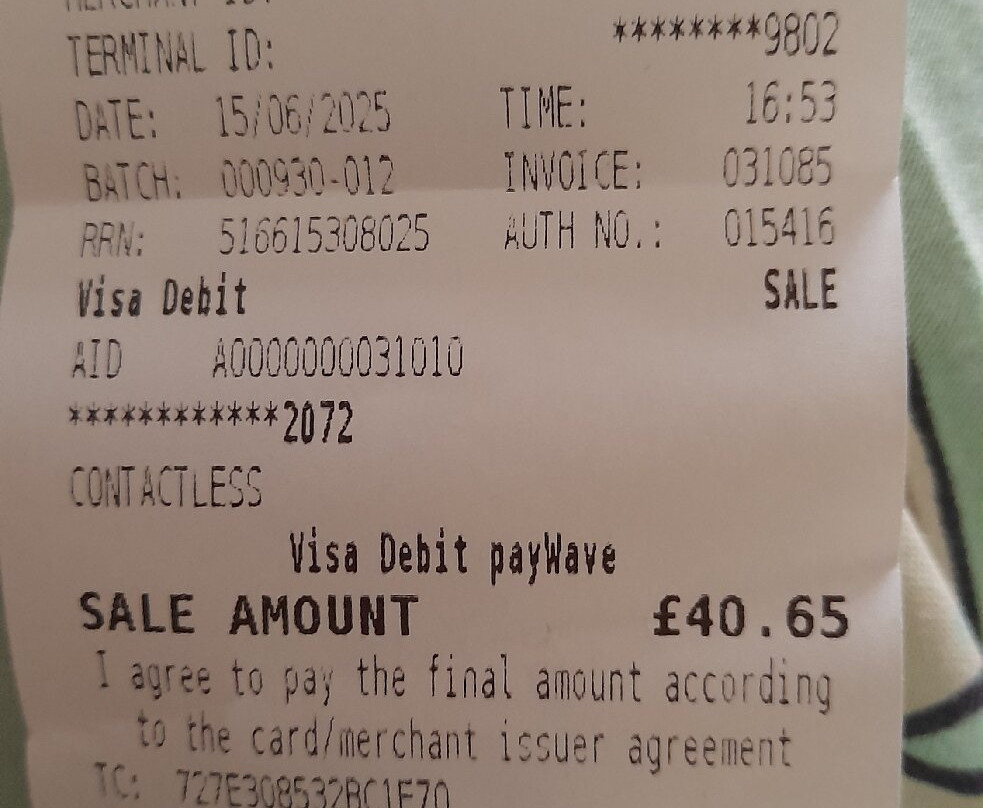 TERMINAL ID: ********9802
DATE: 15/06/2025 TIME: 16:53
BATCH: 000930-012 INVOICE: 031085
RRN: 516615308025 AUTH NO.: 015416
Visa Debit SALE
AID A0000000031010
************2072
CONTACTLESS
Visa Debit payWave
SALE AMOUNT £40.65
I agree to pay the final amount according
to the card/merchant issuer agreement
TC: 727E308532BC1F70